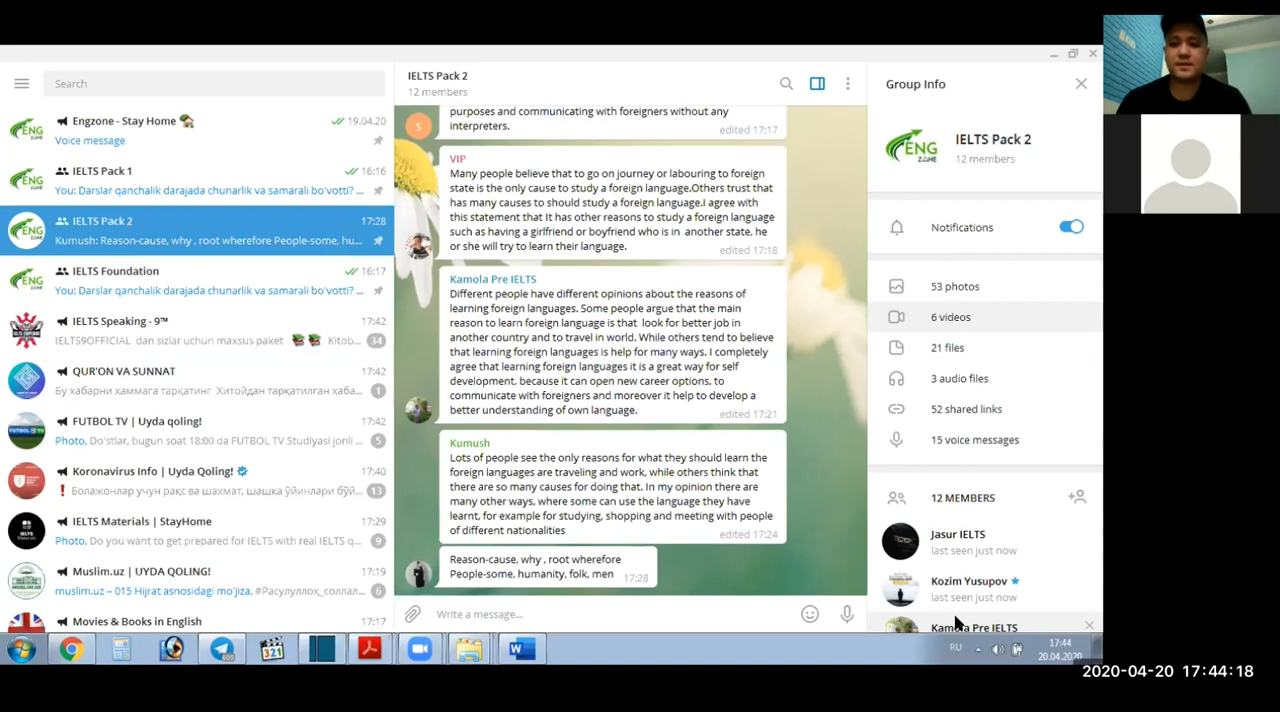 Search
Engzone - Stay Home
19.04.20
Voice message
IELTS Pack 1
16:16
You: Darslar qanchalik darajada chunarlik va samarali bo'votti? ...
IELTS Pack 2
17:28
Kumush: Reason-cause, why , root wherefore People-some, hu...
IELTS Foundation
16:17
You: Darslar qanchalik darajada chunarlik va samarali bo'votti? ...
IELTS Speaking - 9™
17:42
IELTS9OFFICIAL dan sizlar uchun maxsus paket Kitob...
34
QUR'ON VA SUNNAT
17:42
Бу хабарни хаммага тарқатинг Хитойдан тарқатилган хаба...
1
FUTBOL TV | Uyda qoling!
17:42
Photo, Do'stlar, bugun soat 18:00 da FUTBOL TV Studiyasi jonli ...
5
Koronavirus Info | Uyda Qoling!
17:40
Болажонлар учун рақс ва шахмат, шашка ўйинлари бўй...
13
IELTS Materials | StayHome
17:29
Photo, Do you want to get prepared for IELTS with real IELTS q...
9
Muslim.uz | UYDA QOLING!
17:19
muslim.uz – 015 Hijrat asnosidagi mo'jiza, #Расулуллоҳ_соллал...
6
Movies & Books in English
17:17
IELTS Pack 2
12 members
purposes and communicating with foreigners without any
interpreters.
edited 17:17
S
VIP
Many people believe that to go on journey or labouring to foreign
state is the only cause to study a foreign language.Others trust that
has many causes to should study a foreign language.I agree with
this statement that It has other reasons to study a foreign language
such as having a girlfriend or boyfriend who is in another state, he
or she will try to learn their language.
edited 17:18
Kamola Pre IELTS
Different people have different opinions about the reasons of
learning foreign languages. Some people argue that the main
reason to learn foreign language is that look for better job in
another country and to travel in world. While others tend to believe
that learning foreign languages is help for many ways. I completely
agree that learning foreign languages it is a great way for self
development, because it can open new career options, to
communicate with foreigners and moreover it help to develop a
better understanding of own language.
edited 17:21
Kumush
Lots of people see the only reasons for what they should learn the
foreign languages are traveling and work, while others think that
there are so many causes for doing that. In my opinion there are
many other ways, where some can use the language they have
learnt, for example for studying, shopping and meeting with people
of different nationalities
edited 17:24
Reason-cause, why , root wherefore
People-some, humanity, folk, men
17:28
Write a message...
Group Info
ENG
ZONE
IELTS Pack 2
12 members
Notifications
53 photos
6 videos
21 files
3 audio files
52 shared links
15 voice messages
12 MEMBERS
Jasur IELTS
last seen just now
Kozim Yusupov
last seen just now
Kamola Pre IELTS
321
RU
17:44
20.04.2020
2020-04-20 17:44:18